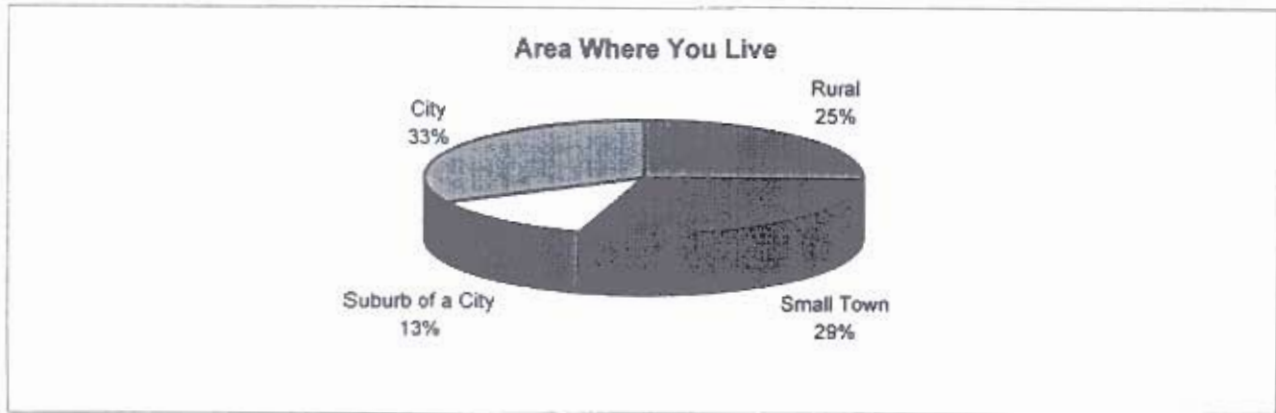 Area Where You Live
City
33%
Rural
25%
Suburb of a City
13%
Small Town
29%